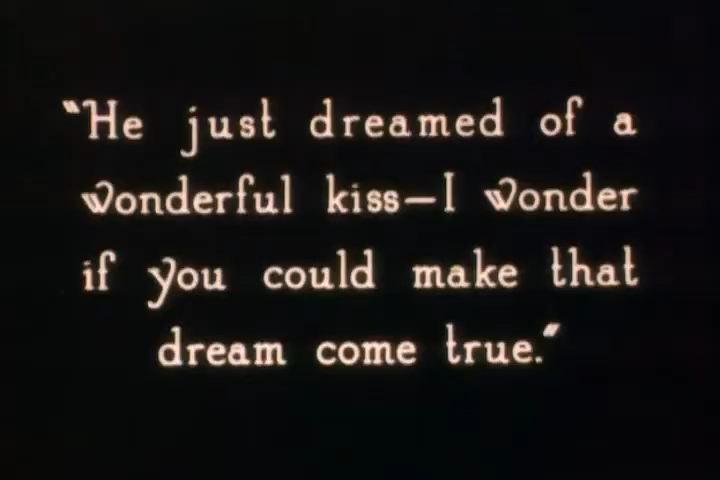 "He just dreamed of a
wonderful kiss—I wonder
if you could make that
dream come true."